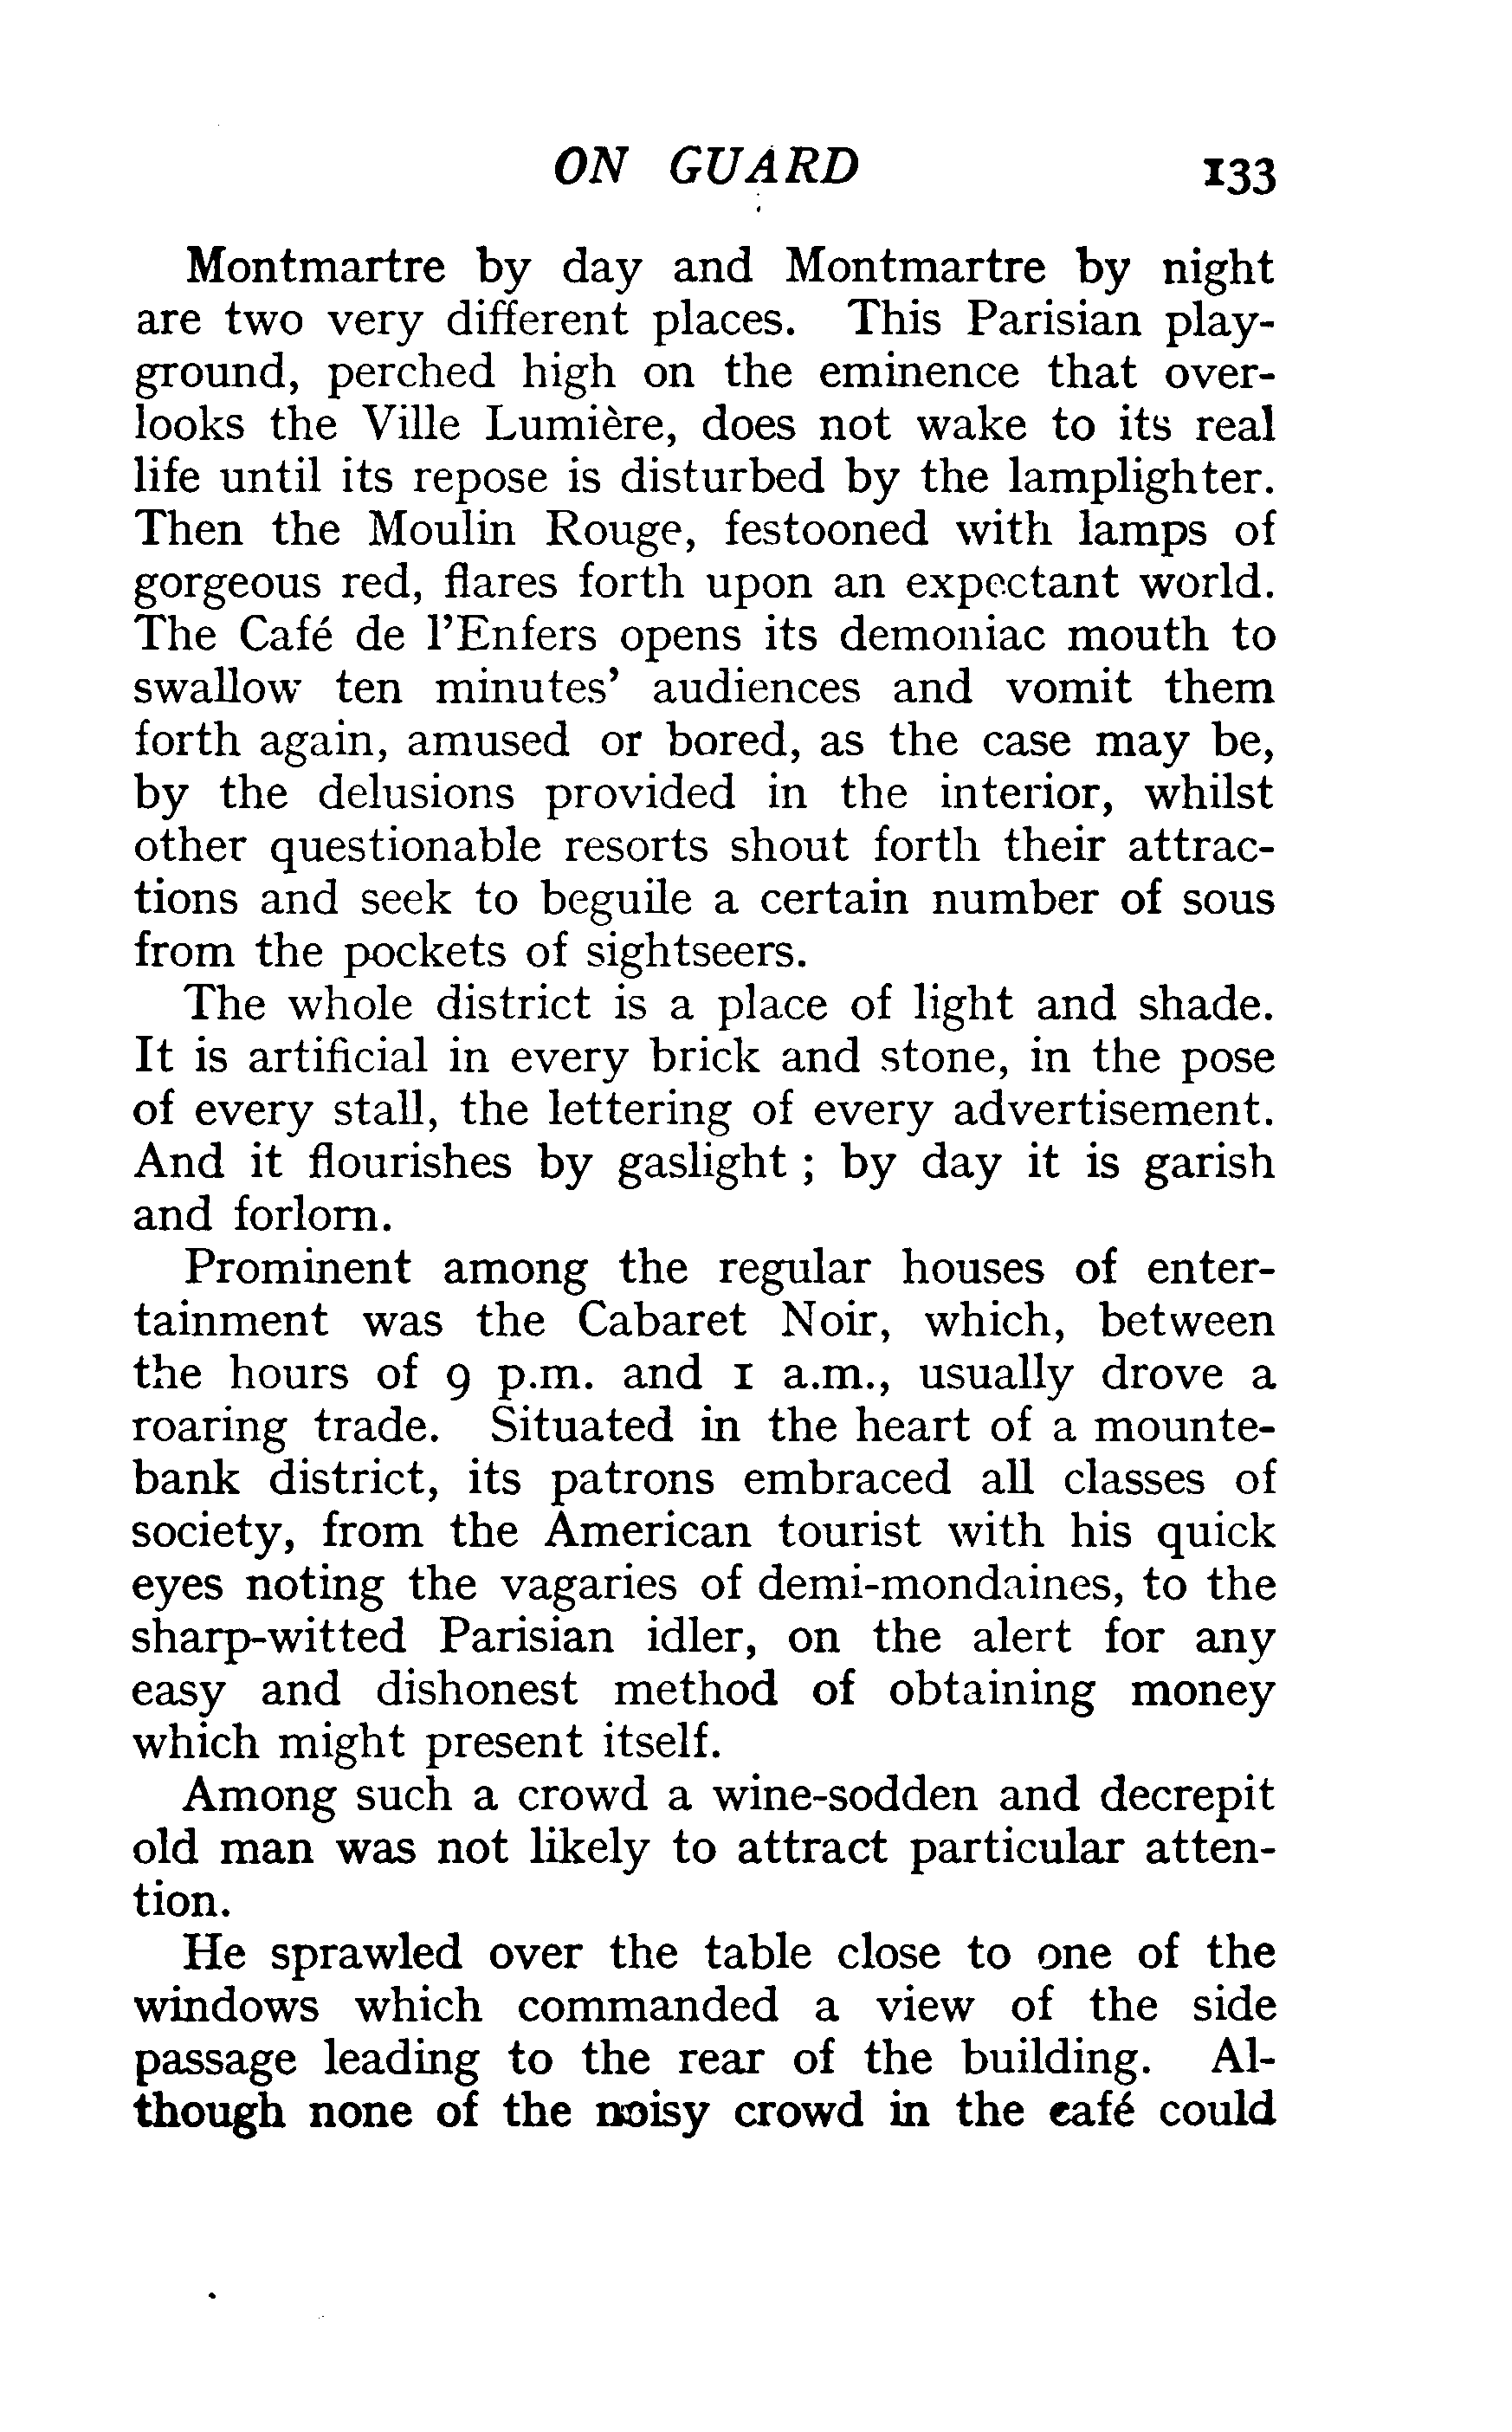 ON GUARD 133
Montmartre by day and Montmartre by night
are two very different places. This Parisian play-
ground, perched high on the eminence that over-
looks the Ville Lumière, does not wake to its real
life until its repose is disturbed by the lamplighter.
Then the Moulin Rouge, festooned with lamps of
gorgeous red, flares forth upon an expectant world.
The Café de l'Enfers opens its demoniac mouth to
swallow ten minutes' audiences and vomit them
forth again, amused or bored, as the case may be,
by the delusions provided in the interior, whilst
other questionable resorts shout forth their attrac-
tions and seek to beguile a certain number of sous
from the pockets of sightseers.
The whole district is a place of light and shade.
It is artificial in every brick and stone, in the pose
of every stall, the lettering of every advertisement.
And it flourishes by gaslight ; by day it is garish
and forlorn.
Prominent among the regular houses of enter-
tainment was the Cabaret Noir, which, between
the hours of 9 p.m. and 1 a.m., usually drove a
roaring trade. Situated in the heart of a mounte-
bank district, its patrons embraced all classes of
society, from the American tourist with his quick
eyes noting the vagaries of demi-mondaines, to the
sharp-witted Parisian idler, on the alert for any
easy and dishonest method of obtaining money
which might present itself.
Among such a crowd a wine-sodden and decrepit
old man was not likely to attract particular atten-
tion.
He sprawled over the table close to one of the
windows which commanded a view of the side
passage leading to the rear of the building. Al-
though none of the noisy crowd in the café could